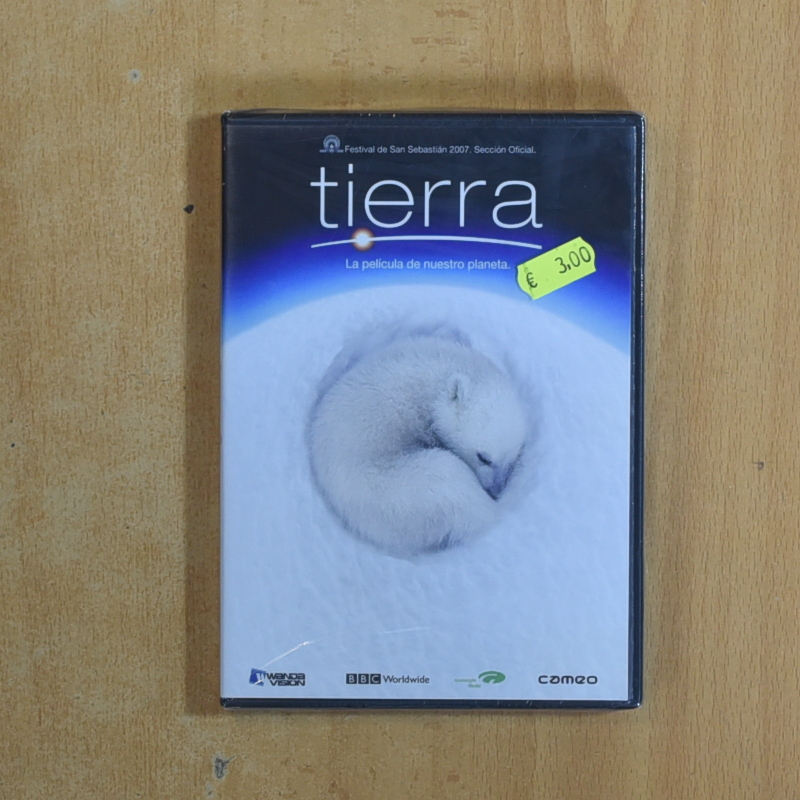 Festival de San Sebastián 2007. Sección Oficial.
tierra
La película de nuestro planeta.
€ 3,00
WANDA VISION
BBC Worldwide
cameo